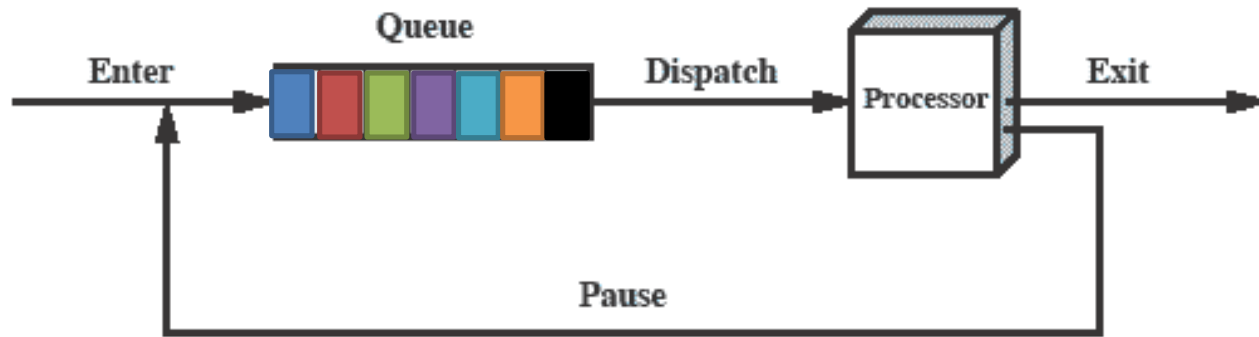 Queue
Enter
Dispatch
Exit
Processor
Pause